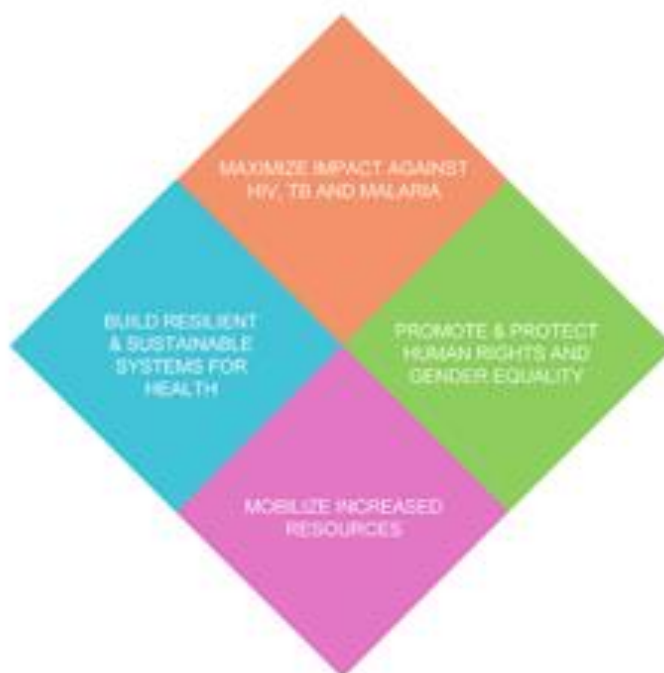 MAXIMIZE IMPACT AGAINST
HIV, TB AND MALARIA
BUILD RESILIENT
& SUSTAINABLE
SYSTEMS FOR
HEALTH
PROMOTE & PROTECT
HUMAN RIGHTS AND
GENDER EQUALITY
MOBILIZE INCREASED
RESOURCES